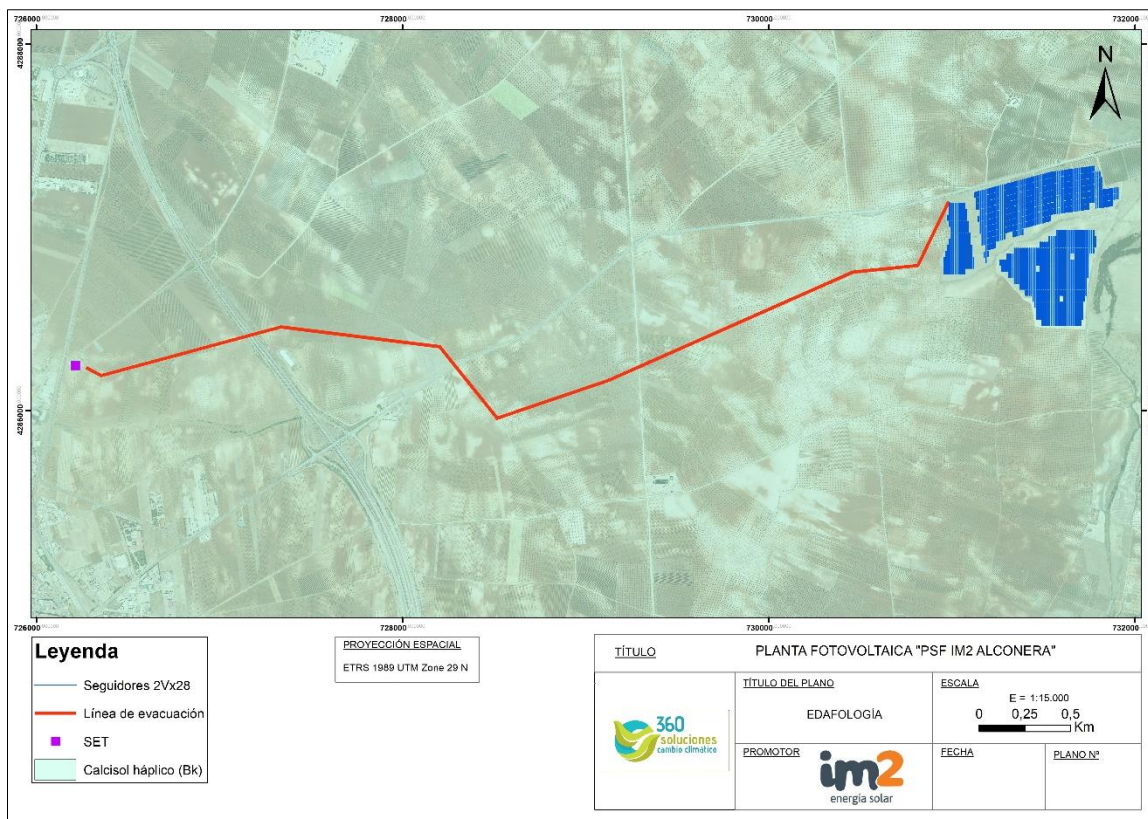 726000
728000
730000
732000
4288000
4286000
N
726000
728000
730000
732000
Leyenda
Seguidores 2Vx28
Línea de evacuación
SET
Calcisol háplico (Bk)
PROYECCIÓN ESPACIAL
ETRS 1989 UTM Zone 29 N
TÍTULO
PLANTA FOTOVOLTAICA "PSF IM2 ALCONERA"
360
soluciones
cambio climático
TÍTULO DEL PLANO
EDAFOLOGÍA
ESCALA
E = 1:15.000
0 0,25 0,5
Km
PROMOTOR
im2
energía solar
FECHA
PLANO Nº